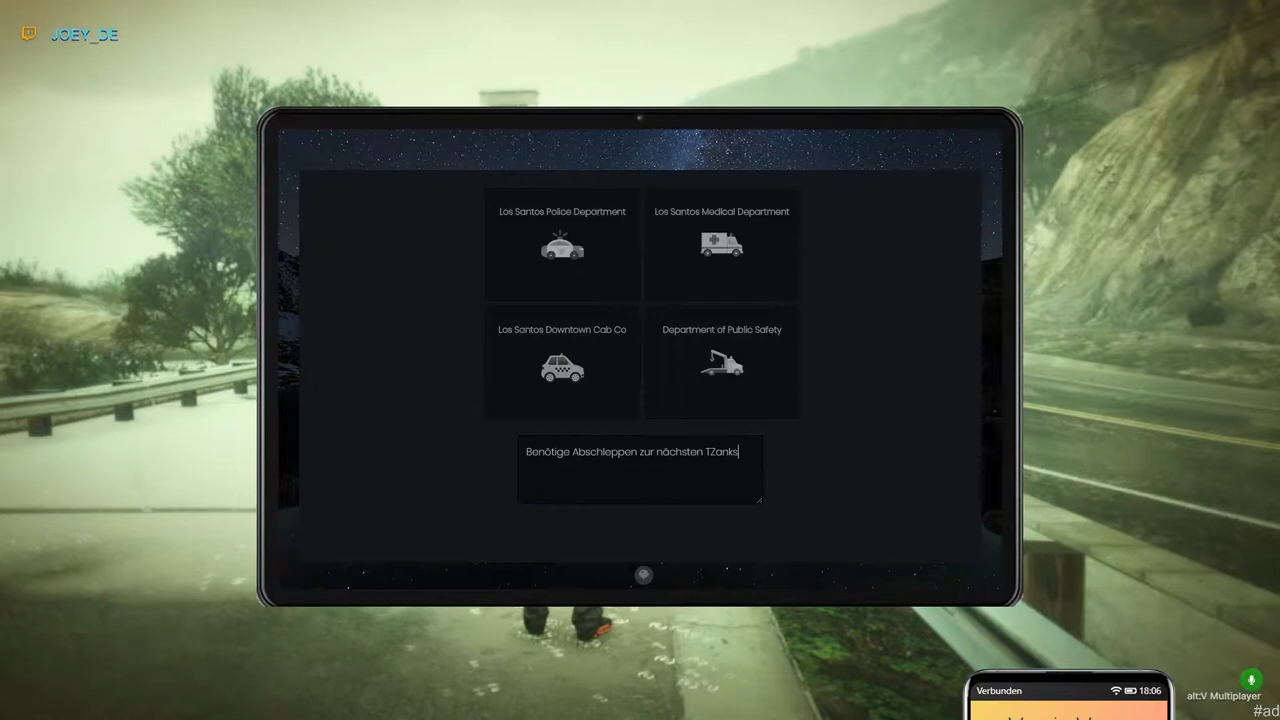 JOEY_DE
Los Santos Police Department
Los Santos Medical Department
Los Santos Downtown Cab Co
Department of Public Safety
Benötige Abschleppen zur nächsten TZanks
Verbunden
18:06
alt:V Multiplayer
#ad